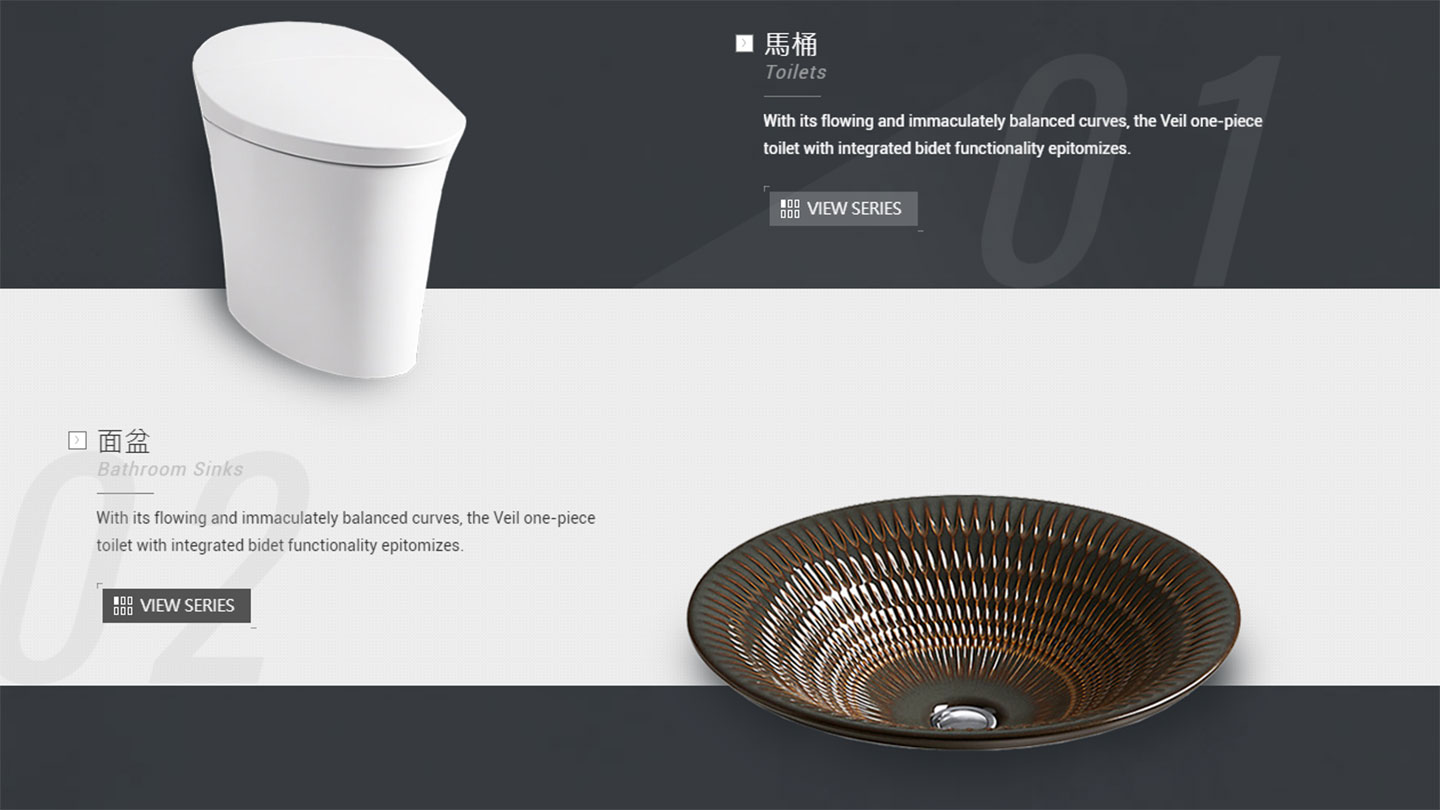 馬桶
Toilets
01
With its flowing and immaculately balanced curves, the Veil one-piece
toilet with integrated bidet functionality epitomizes.
VIEW SERIES
面盆
Bathroom Sinks
02
With its flowing and immaculately balanced curves, the Veil one-piece
toilet with integrated bidet functionality epitomizes.
VIEW SERIES